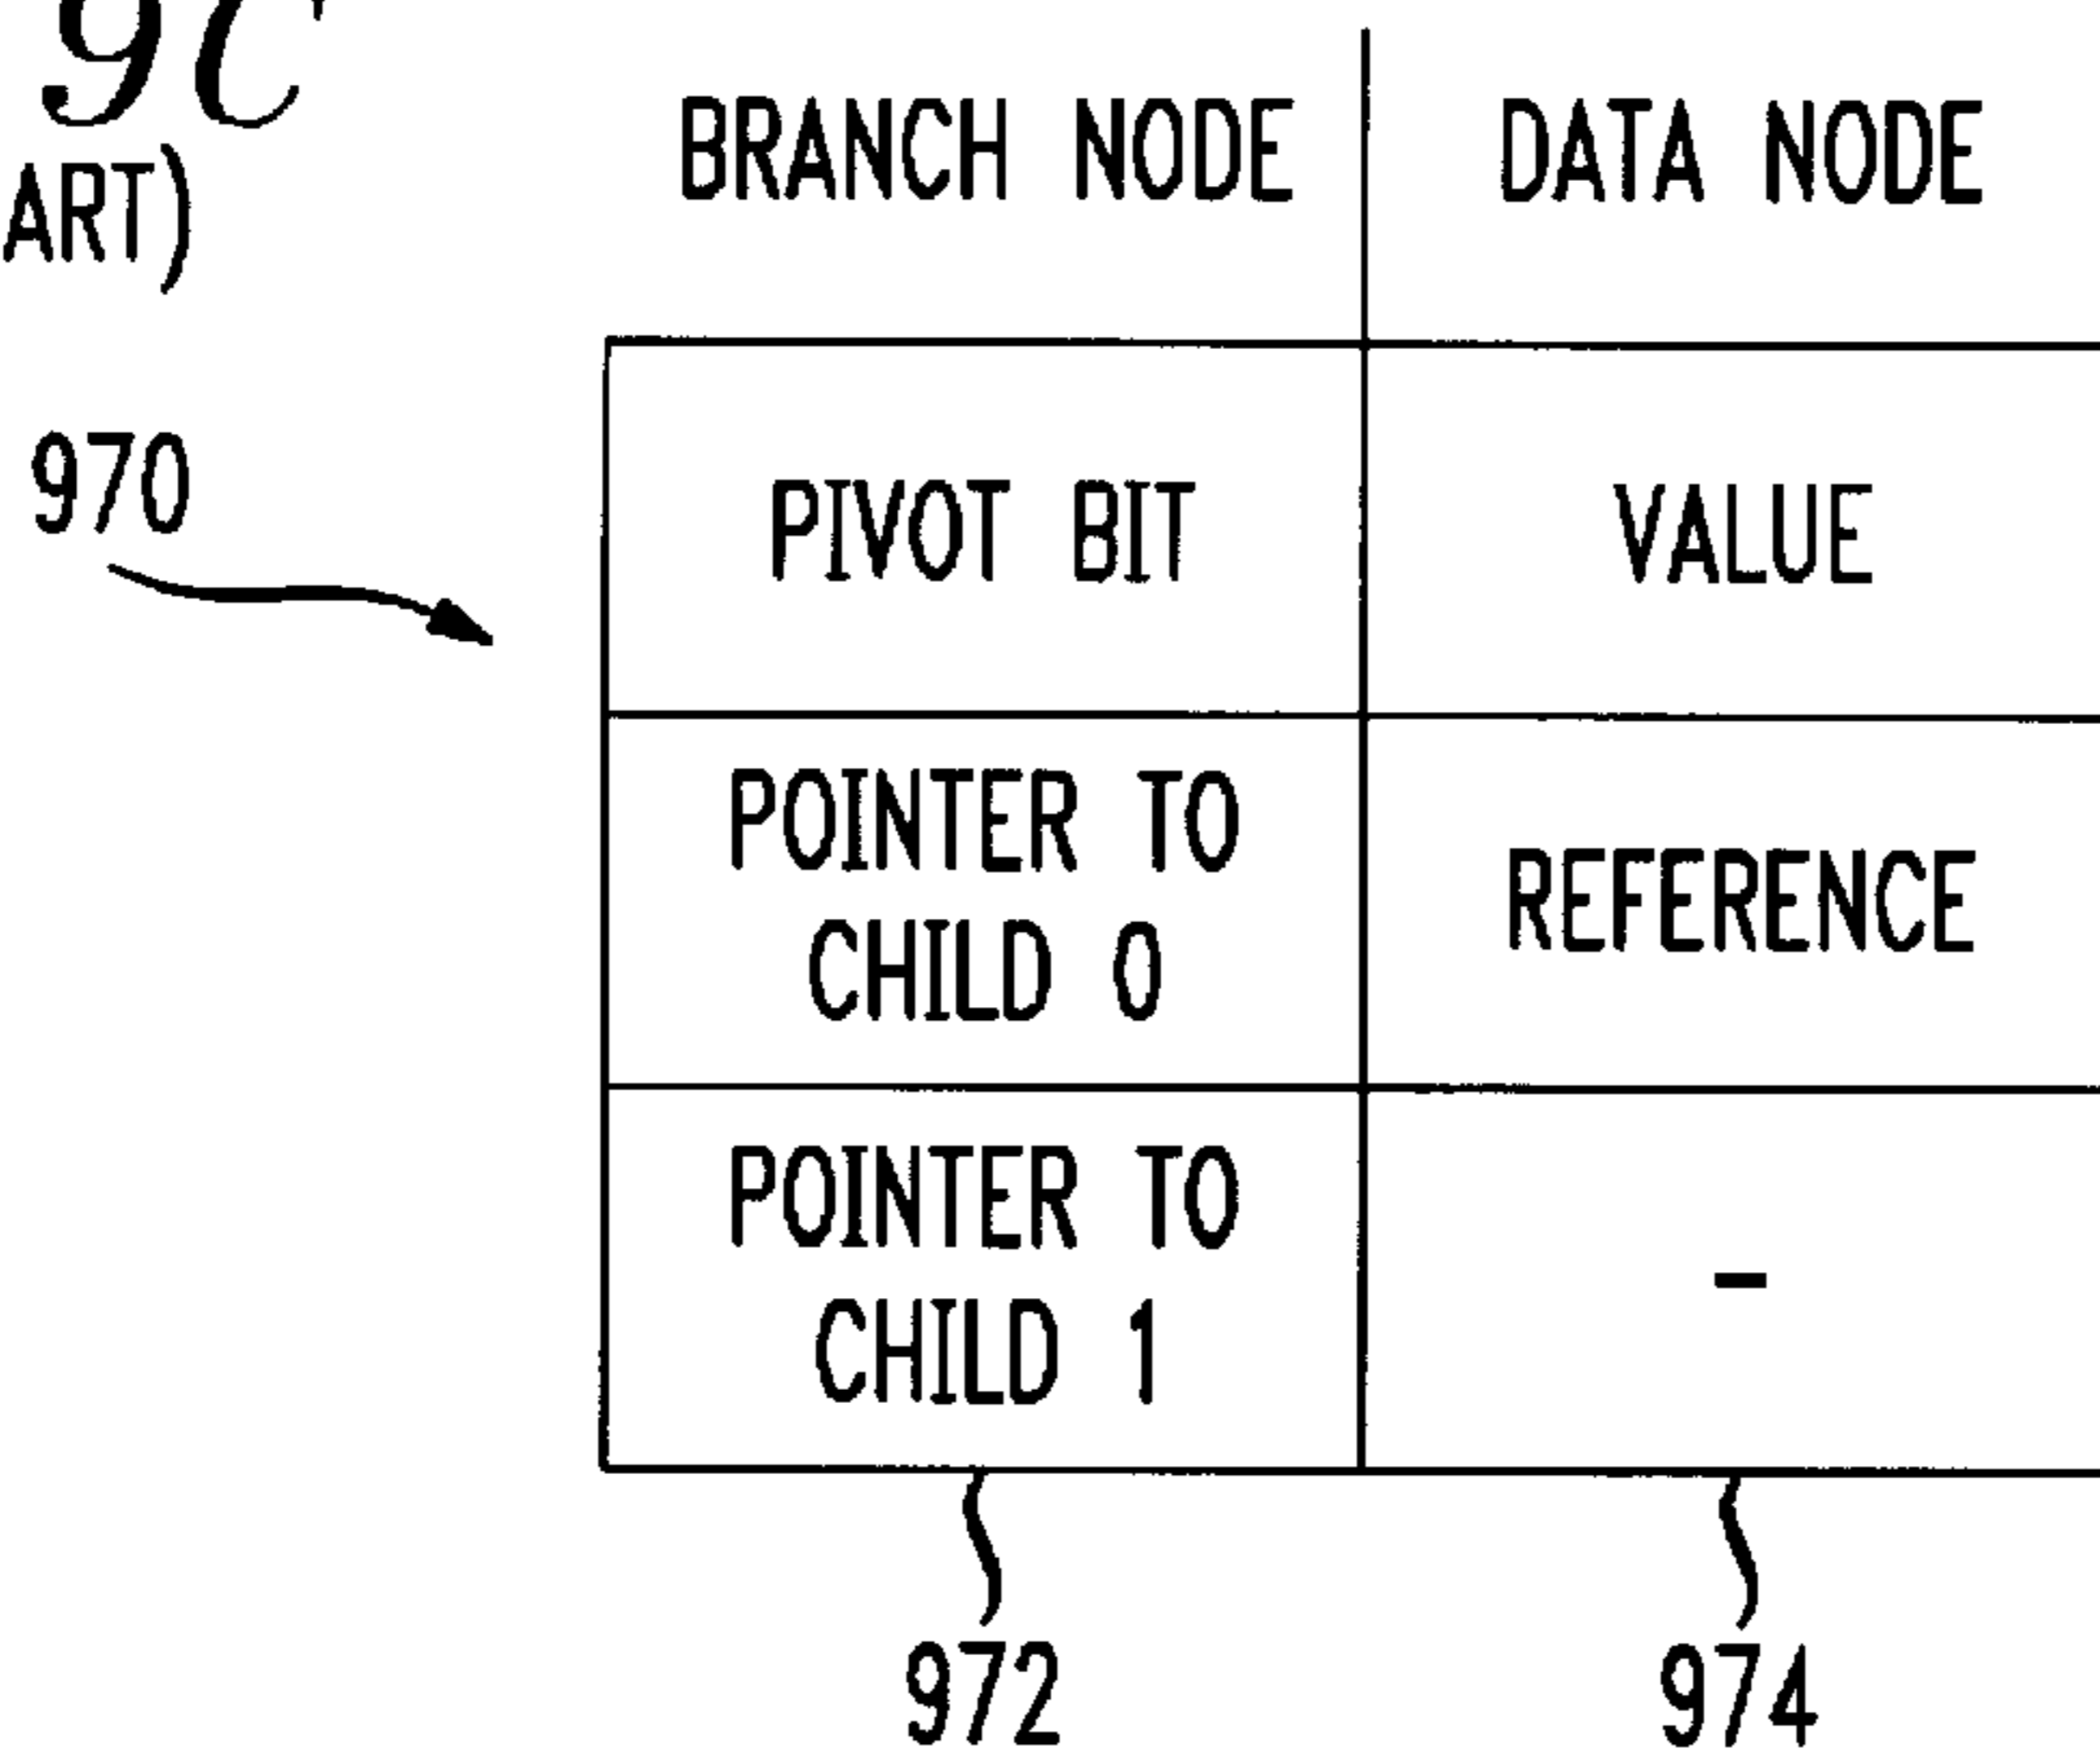 9C
ART)
BRANCH NODE DATA NODE
970
PIVOT BIT VALUE
POINTER TO
CHILD 0
REFERENCE
POINTER TO
CHILD 1
-
972 974